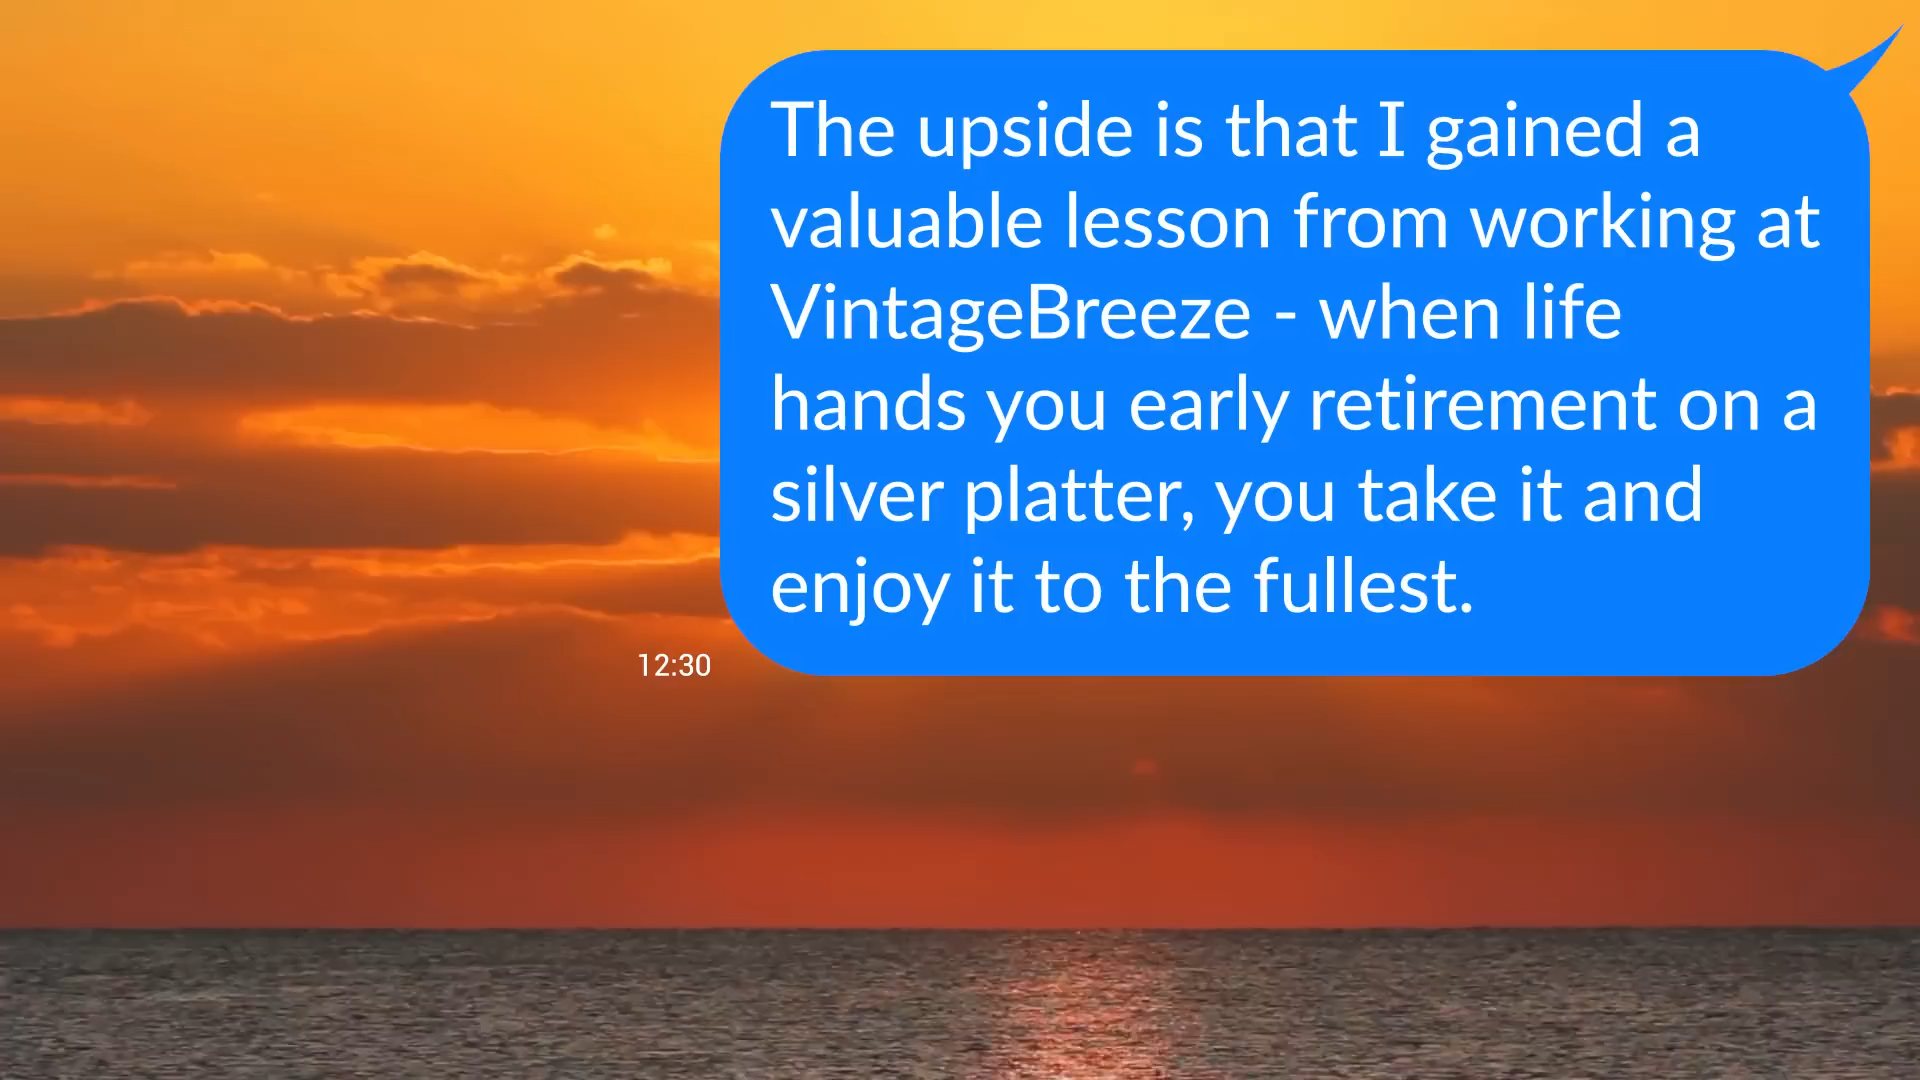 The upside is that I gained a
valuable lesson from working at
VintageBreeze - when life
hands you early retirement on a
silver platter, you take it and
enjoy it to the fullest.
12:30